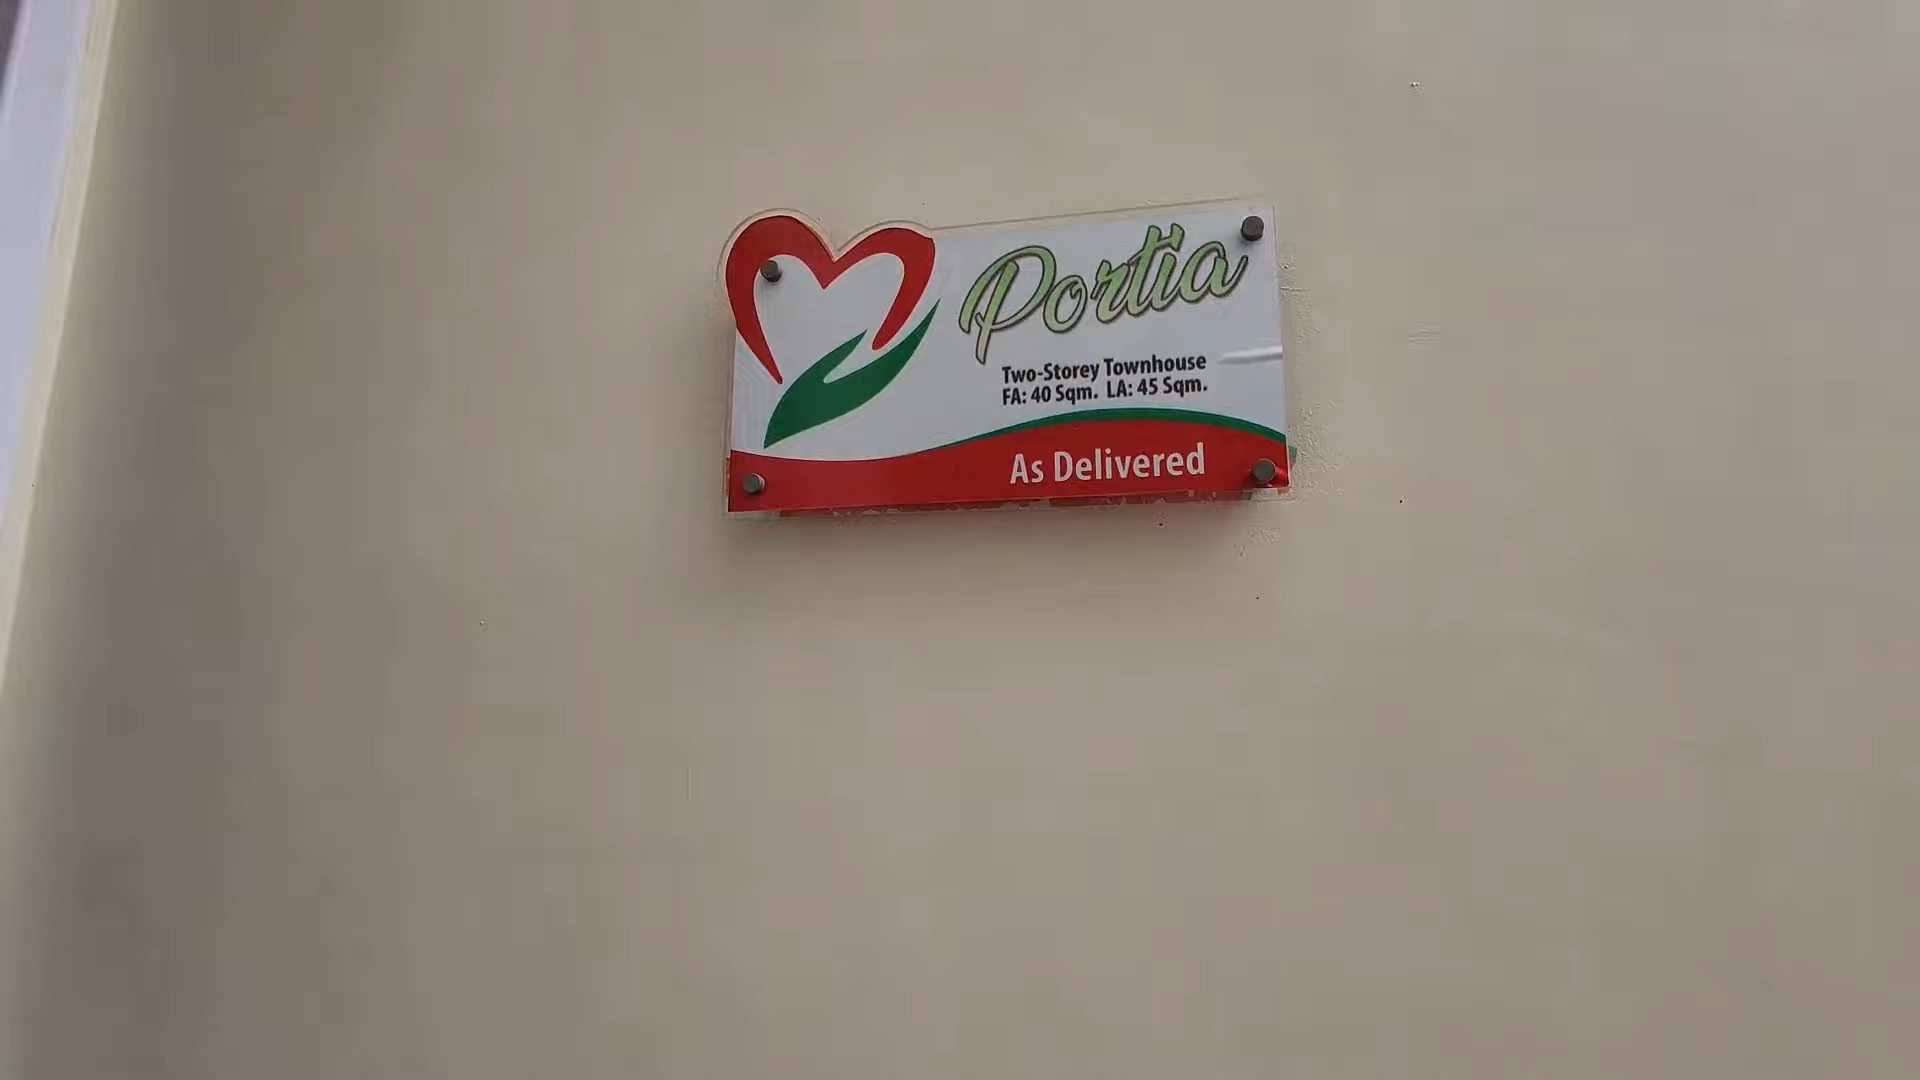 Portia
Two-Storey Townhouse
FA: 40 Sqm. LA: 45 Sqm.
As Delivered